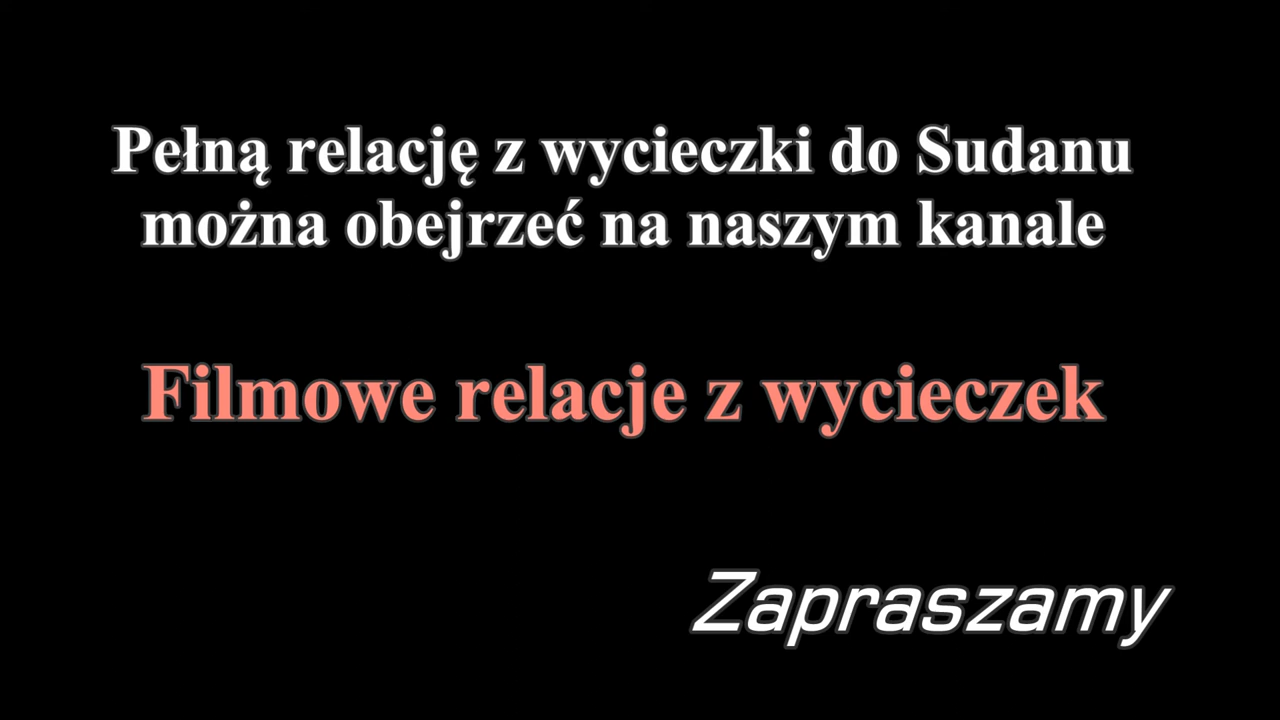 Pełną relację z wycieczki do Sudanu
można obejrzeć na naszym kanale
Filmowe relacje z wycieczek
Zapraszamy